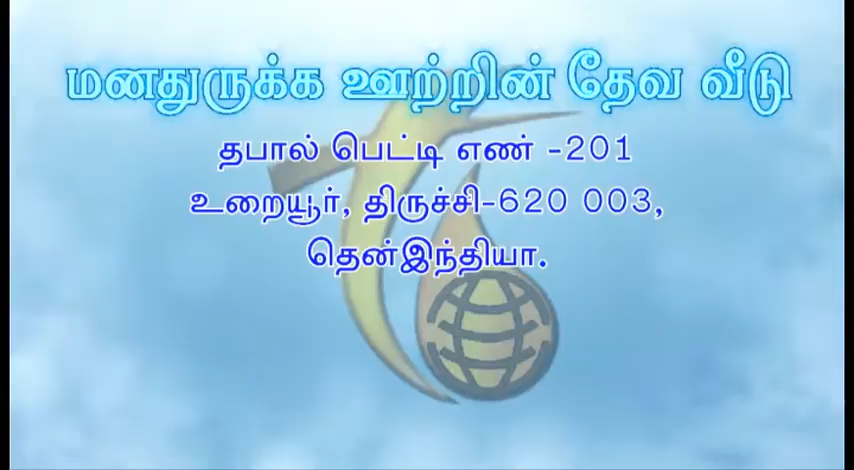 மனதுருக்க ஊற்றின் தேவ வீடு
தபால் பெட்டி எண் -201
உறையூர், திருச்சி-620 003,
தென்இந்தியா.